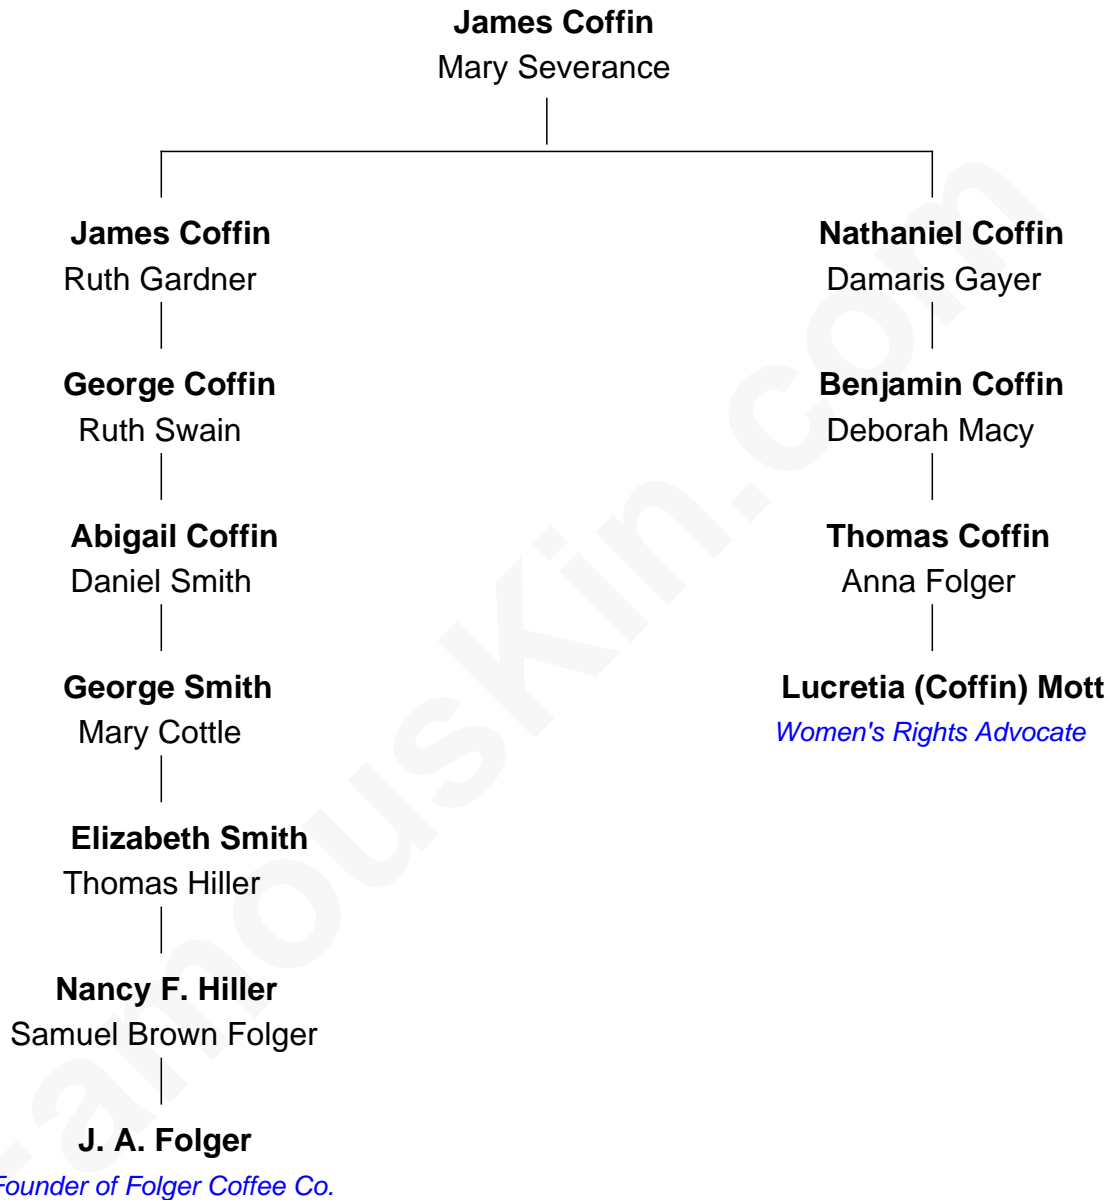 James Coffin
Mary Severance
James Coffin
Ruth Gardner
Nathaniel Coffin
Damaris Gayer
George Coffin
Ruth Swain
Benjamin Coffin
Deborah Macy
Abigail Coffin
Daniel Smith
Thomas Coffin
Anna Folger
George Smith
Mary Cottle
Lucretia (Coffin) Mott
Women's Rights Advocate
Elizabeth Smith
Thomas Hiller
Nancy F. Hiller
Samuel Brown Folger
J. A. Folger
Founder of Folger Coffee Co.
amousKin.com